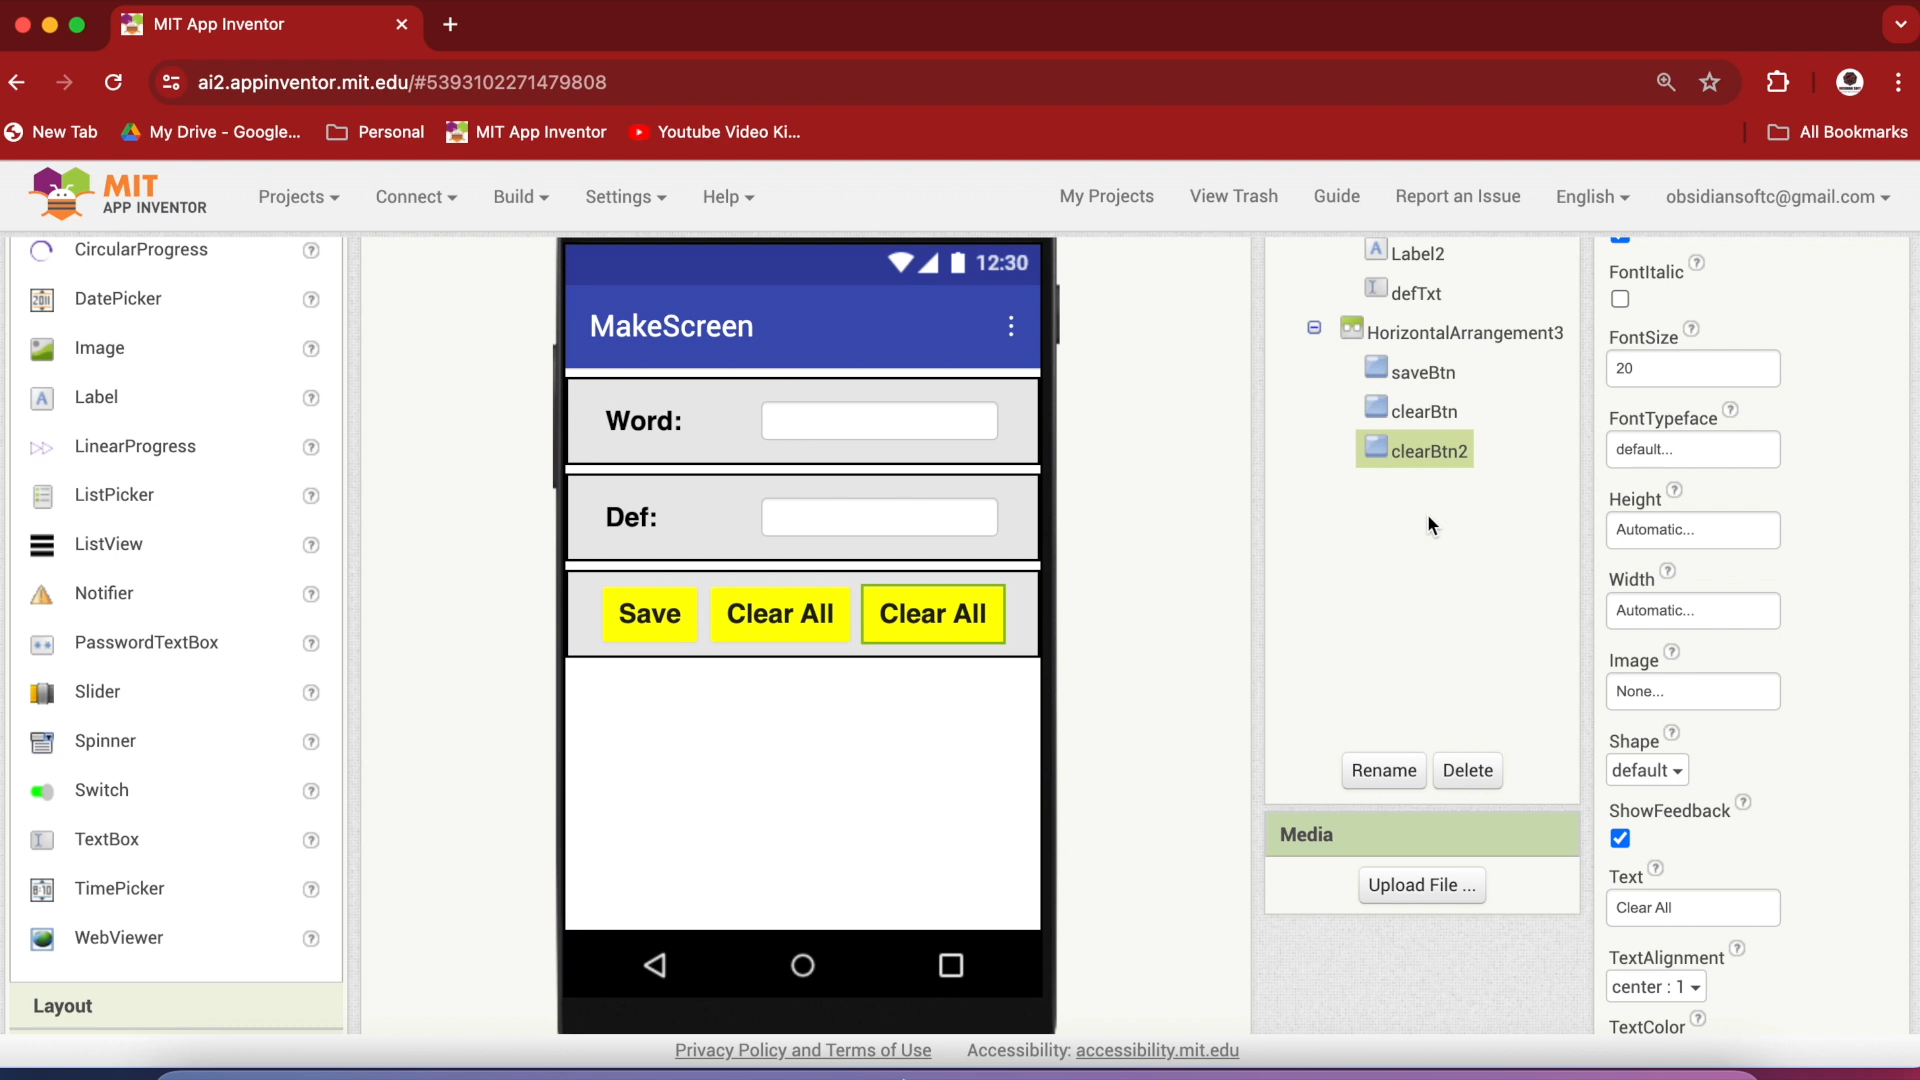 MIT App Inventor
ai2.appinventor.mit.edu/#5393102271479808
New Tab
My Drive - Google...
Personal
MIT App Inventor
Youtube Video Ki...
All Bookmarks
MIT
APP INVENTOR
Projects
Connect
Build
Settings
Help
My Projects
View Trash
Guide
Report an Issue
English
obsidiansoftc@gmail.com
CircularProgress ?
DatePicker ?
Image ?
Label ?
LinearProgress ?
ListPicker ?
ListView ?
Notifier ?
PasswordTextBox ?
Slider ?
Spinner ?
Switch ?
TextBox ?
TimePicker ?
WebViewer ?
Layout
12:30
MakeScreen
Word:
Def:
Save
Clear All
Clear All
Label2
defTxt
HorizontalArrangement3
saveBtn
clearBtn
clearBtn2
Rename
Delete
Media
Upload File ...
FontItalic ?
FontSize ?
20
FontTypeface ?
default...
Height ?
Automatic...
Width ?
Automatic...
Image ?
None...
Shape ?
default
ShowFeedback ?
Text ?
Clear All
TextAlignment ?
center : 1
TextColor ?
Privacy Policy and Terms of Use
Accessibility: accessibility.mit.edu